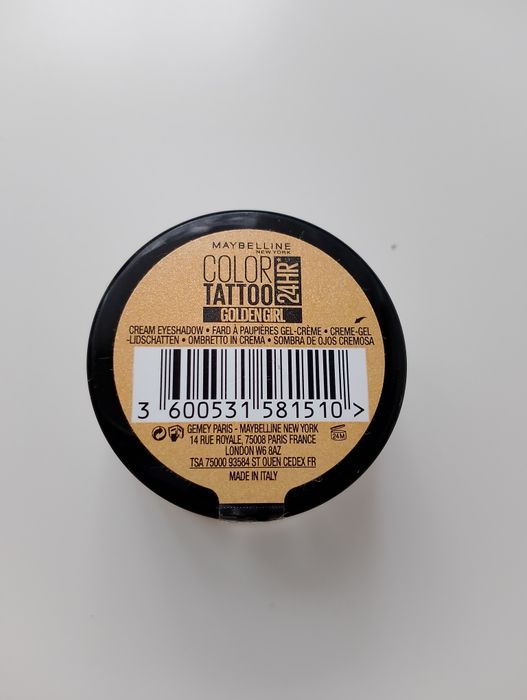 MAYBELLINE
NEW YORK
COLOR
TATTOO
24HR
GOLDEN GIRL
CREAM EYESHADOW • FARD À PAUPIÈRES GEL-CRÈME • CREME-GEL
-LIDSCHATTEN • OMBRETTO IN CREMA • SOMBRA DE OJOS CREMOSA
3 600531 581510 >
GEMEY PARIS - MAYBELLINE NEW YORK
14 RUE ROYALE, 75008 PARIS FRANCE
LONDON W6 8AZ
TSA 75000 93584 ST OUEN CEDEX FR
24M
MADE IN ITALY